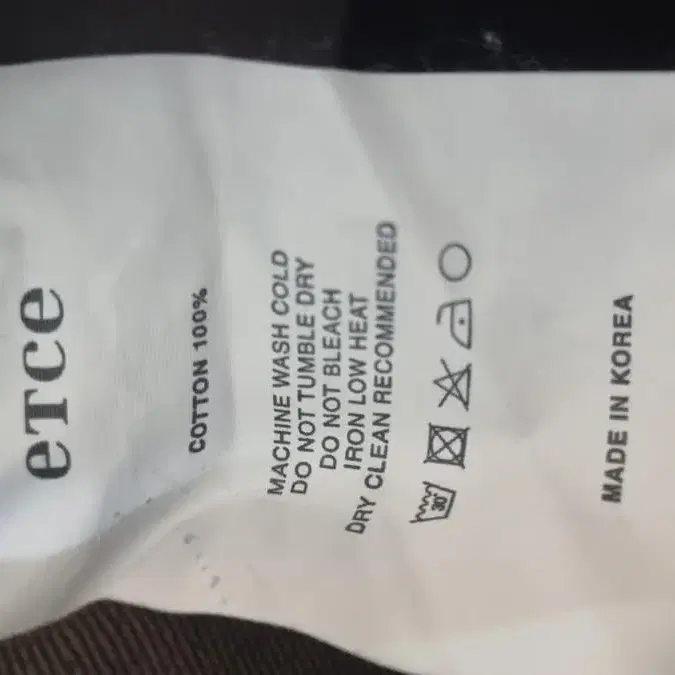 eTce
COTTON 100%
MACHINE WASH COLD
DO NOT TUMBLE DRY
DO NOT BLEACH
IRON LOW HEAT
DRY CLEAN RECOMMENDED
30°
MADE IN KOREA